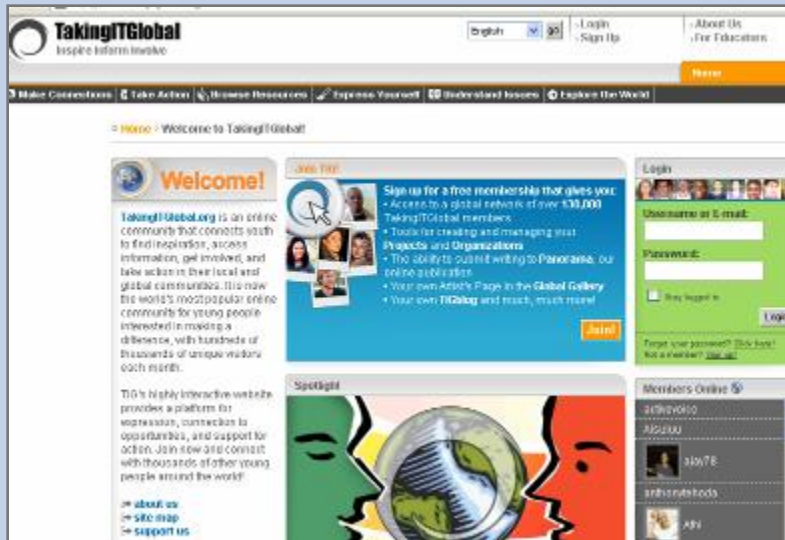 TakingITGlobal
Inspire Inform Involve
English
go
Login
Sign Up
About Us
For Educators
Home
Make Connections
Take Action
Browse Resources
Express Yourself
Understand Issues
Explore the World
Home > Welcome to TakingITGlobal!
Welcome!
TakingITGlobal.org is an online
community that connects youth
to find inspiration, access
information, get involved, and
take action in their local and
global communities. It is now
the world's most popular online
community for young people
interested in making a
difference, with hundreds of
thousands of unique visitors
each month.
TIG's highly interactive website
provides a platform for
expression, connection to
opportunities, and support for
action. Join now and connect
with thousands of other young
people around the world!
about us
site map
support us
Join TIG!
Sign up for a free membership that gives you:
• Access to a global network of over 130,000
TakingITGlobal members
• Tools for creating and managing your
Projects and Organizations
• The ability to submit writing to Panorama, our
online publication
• Your own Artist's Page in the Global Gallery
• Your own TIGblog and much, much more!
Join!
Spotlight
Login
Username or E-mail:
Password:
Stay logged in
Login
Forgot your password? Click here!
Not a member? Sign up!
Members Online
activevoice
Aisuluu
ajay78
anthonytehoda
Athi